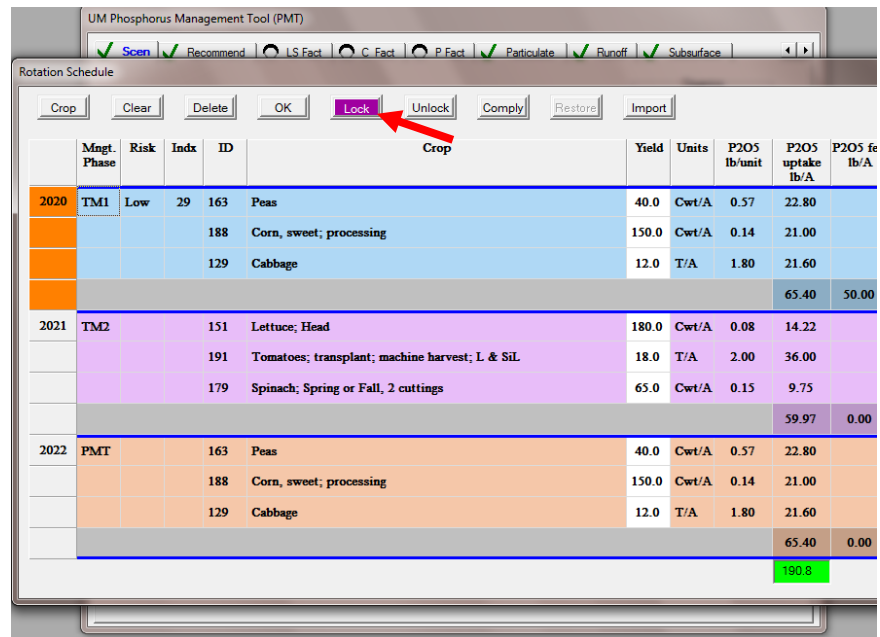 UM Phosphorus Management Tool (PMT)
Scen Recommend LS Fact C Fact P Fact Particulate Runoff Subsurface
Rotation Schedule
Crop Clear Delete OK Lock Unlock Comply Restore Import
Mngt. Phase Risk Indx ID Crop Yield Units P2O5 lb/unit P2O5 uptake lb/A P2O5 fe lb/A
2020 TM1 Low 29 163 Peas 40.0 Cwt/A 0.57 22.80
188 Corn, sweet; processing 150.0 Cwt/A 0.14 21.00
129 Cabbage 12.0 T/A 1.80 21.60
65.40 50.00
2021 TM2 151 Lettuce; Head 180.0 Cwt/A 0.08 14.22
191 Tomatoes; transplant; machine harvest; L & SiL 18.0 T/A 2.00 36.00
179 Spinach; Spring or Fall, 2 cuttings 65.0 Cwt/A 0.15 9.75
59.97 0.00
2022 PMT 163 Peas 40.0 Cwt/A 0.57 22.80
188 Corn, sweet; processing 150.0 Cwt/A 0.14 21.00
129 Cabbage 12.0 T/A 1.80 21.60
65.40 0.00
190.8